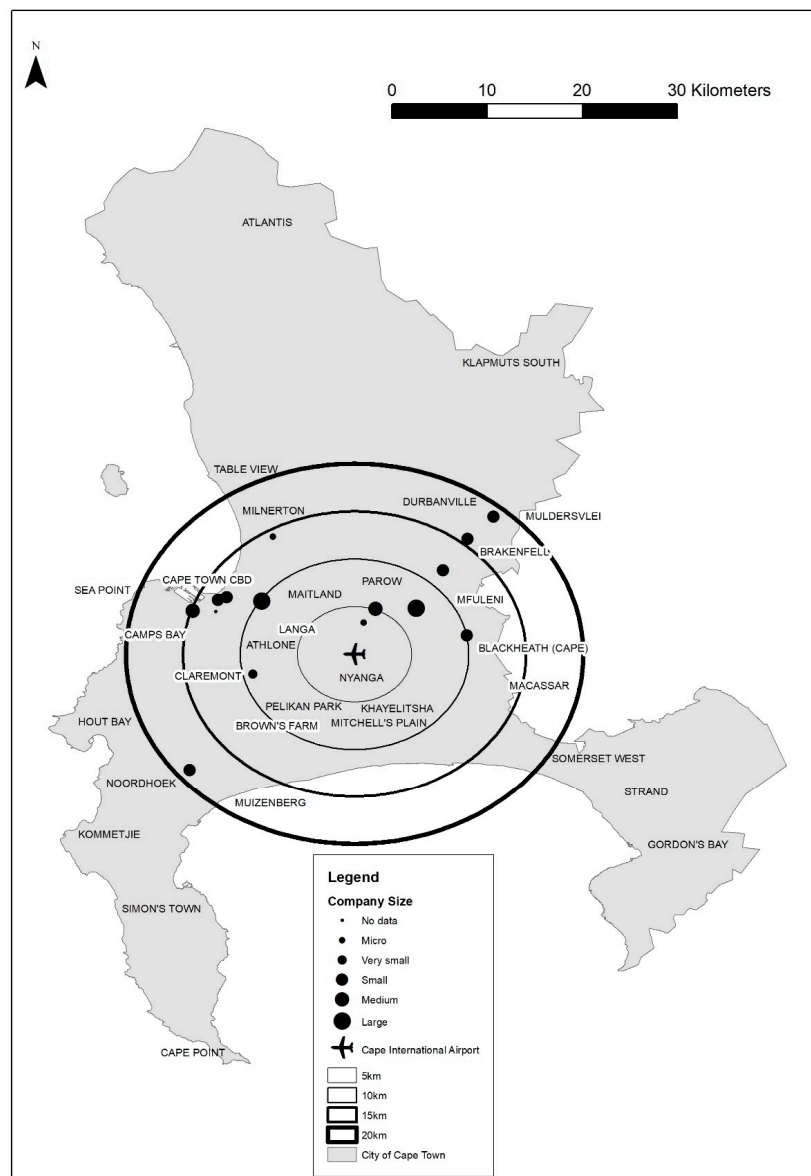 N
0 10 20 30 Kilometers
ATLANTIS
KLAPMUTS SOUTH
TABLE VIEW
DURBANVILLE
MILNERTON
MULDERSVLEI
BRAKENFELL
CAPE TOWN CBD
PAROW
SEA POINT
MAITLAND
MFULENI
LANGA
CAMPS BAY
ATHLONE
BLACKHEATH (CAPE)
CLAREMONT
NYANGA
MACASSAR
PELIKAN PARK
KHAYELITSHA
HOUT BAY
BROWN'S FARM
MITCHELL'S PLAIN
SOMERSET WEST
NOORDHOEK
STRAND
MUIZENBERG
KOMMETJIE
GORDON'S BAY
SIMON'S TOWN
CAPE POINT
Legend
Company Size
No data
Micro
Very small
Small
Medium
Large
Cape International Airport
5km
10km
15km
20km
City of Cape Town